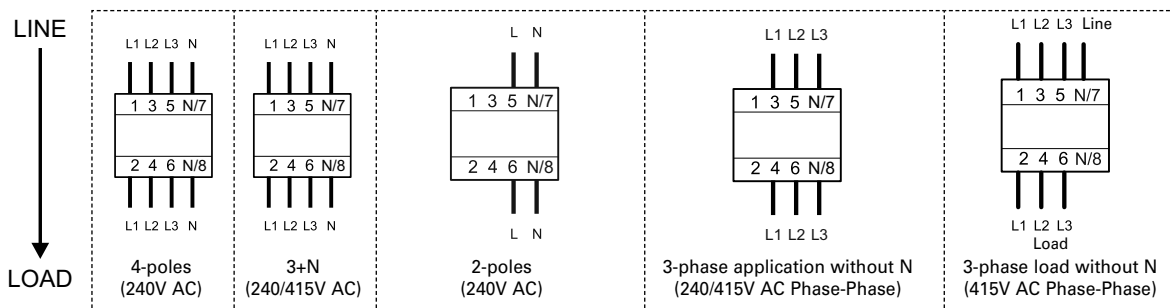 LINE
LOAD
L1 L2 L3 N
1 3 5 N/7
2 4 6 N/8
L1 L2 L3 N
4-poles
(240V AC)
L1 L2 L3 N
1 3 5 N/7
2 4 6 N/8
L1 L2 L3 N
3+N
(240/415V AC)
L N
1 3 5 N/7
2 4 6 N/8
L N
2-poles
(240V AC)
L1 L2 L3
1 3 5 N/7
2 4 6 N/8
L1 L2 L3
3-phase application without N
(240/415V AC Phase-Phase)
L1 L2 L3 Line
1 3 5 N/7
2 4 6 N/8
L1 L2 L3
Load
3-phase load without N
(415V AC Phase-Phase)